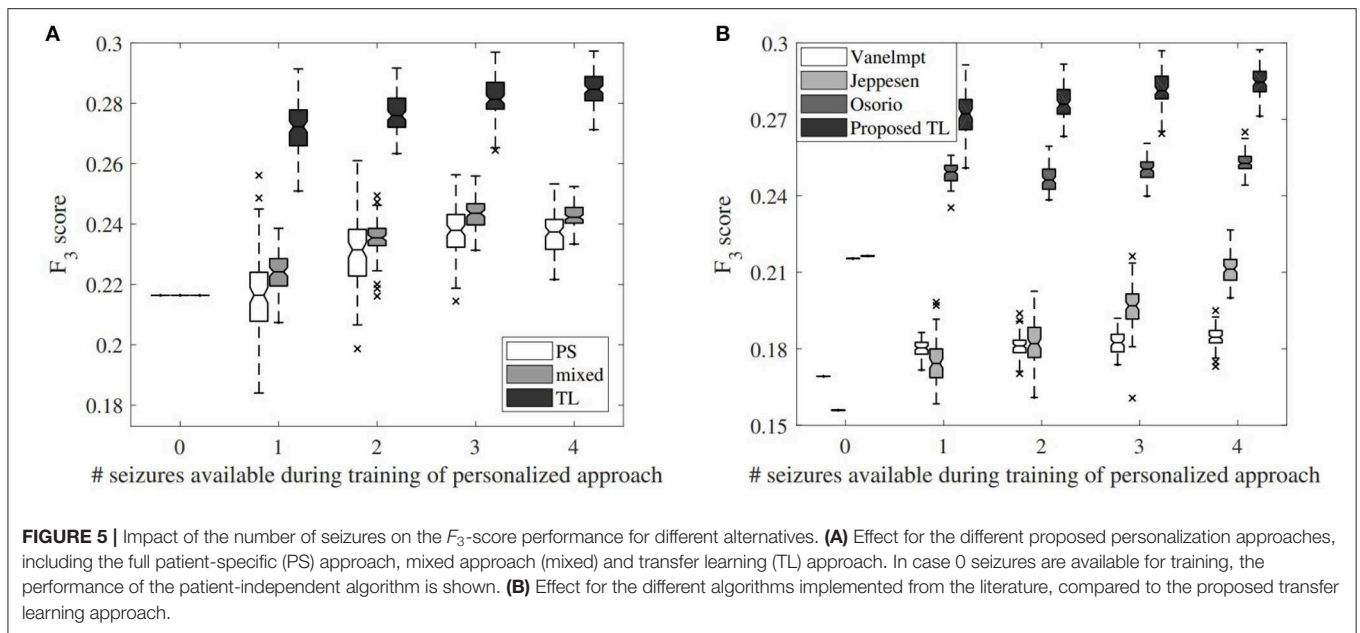 A
0.3
0.28
0.26
0.24
0.22
0.2
0.18
F3 score
PS
mixed
TL
0 1 2 3 4
# seizures available during training of personalized approach
B
0.3
0.27
0.24
0.21
0.18
0.15
F3 score
VaneImpt
Jeppesen
Osorio
Proposed TL
0 1 2 3 4
# seizures available during training of personalized approach
FIGURE 5 | Impact of the number of seizures on the F3-score performance for different alternatives. (A) Effect for the different proposed personalization approaches,
including the full patient-specific (PS) approach, mixed approach (mixed) and transfer learning (TL) approach. In case 0 seizures are available for training, the
performance of the patient-independent algorithm is shown. (B) Effect for the different algorithms implemented from the literature, compared to the proposed transfer
learning approach.